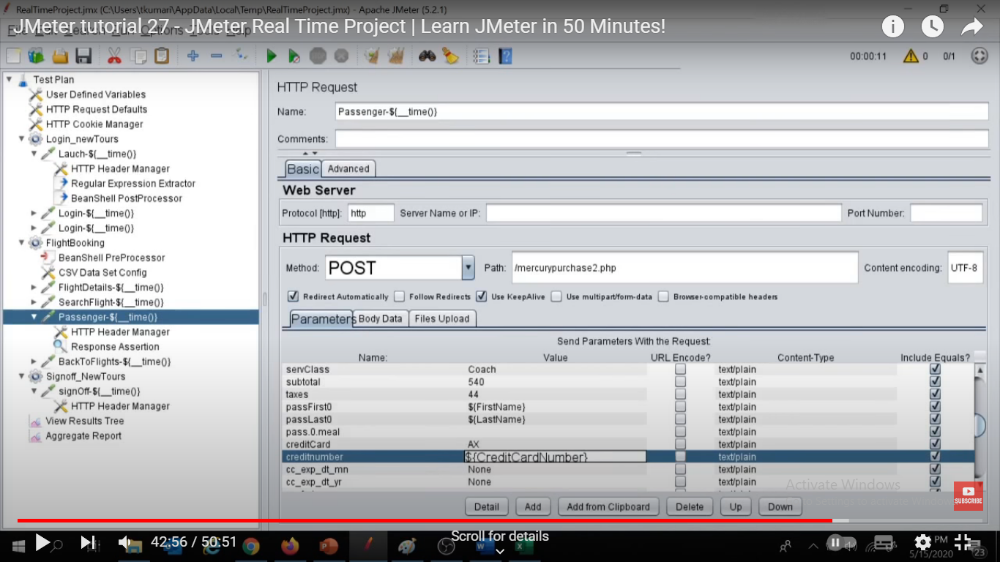 RealTimeProject.jmx (C:\Users\tkumari\AppData\Local\Temp\RealTimeProject.jmx) - Apache JMeter (5.2.1)
JMeter tutorial 27 - JMeter Real Time Project | Learn JMeter in 50 Minutes!
00:00:11 0 0/1
Test Plan
User Defined Variables
HTTP Request Defaults
HTTP Cookie Manager
Login_newTours
Lauch-${__time()}
HTTP Header Manager
Regular Expression Extractor
BeanShell PostProcessor
Login-${__time()}
Login-${__time()}
FlightBooking
BeanShell PreProcessor
CSV Data Set Config
FlightDetails-${__time()}
SearchFlight-${__time()}
Passenger-${__time()}
HTTP Header Manager
Response Assertion
BackToFlights-${__time()}
Signoff_NewTours
signOff-${__time()}
HTTP Header Manager
View Results Tree
Aggregate Report
HTTP Request
Name: Passenger-${__time()}
Comments:
Basic Advanced
Web Server
Protocol [http]: http Server Name or IP: Port Number:
HTTP Request
Method: POST Path: /mercurypurchase2.php Content encoding: UTF-8
Redirect Automatically Follow Redirects Use KeepAlive Use multipart/form-data Browser-compatible headers
Parameters Body Data Files Upload
Send Parameters With the Request:
Name: Value URL Encode? Content-Type Include Equals?
servClass Coach text/plain
subtotal 540 text/plain
taxes 44 text/plain
passFirst0 ${FirstName} text/plain
passLast0 ${LastName} text/plain
pass.0.meal text/plain
creditCard AX text/plain
creditnumber ${CreditCardNumber} text/plain
cc_exp_dt_mn None text/plain
cc_exp_dt_yr None text/plain
Activate Windows
SUBSCRIBE
Detail Add Add from Clipboard Delete Up Down
42:56 / 50:51
Scroll for details
PM
5/15/2020
23